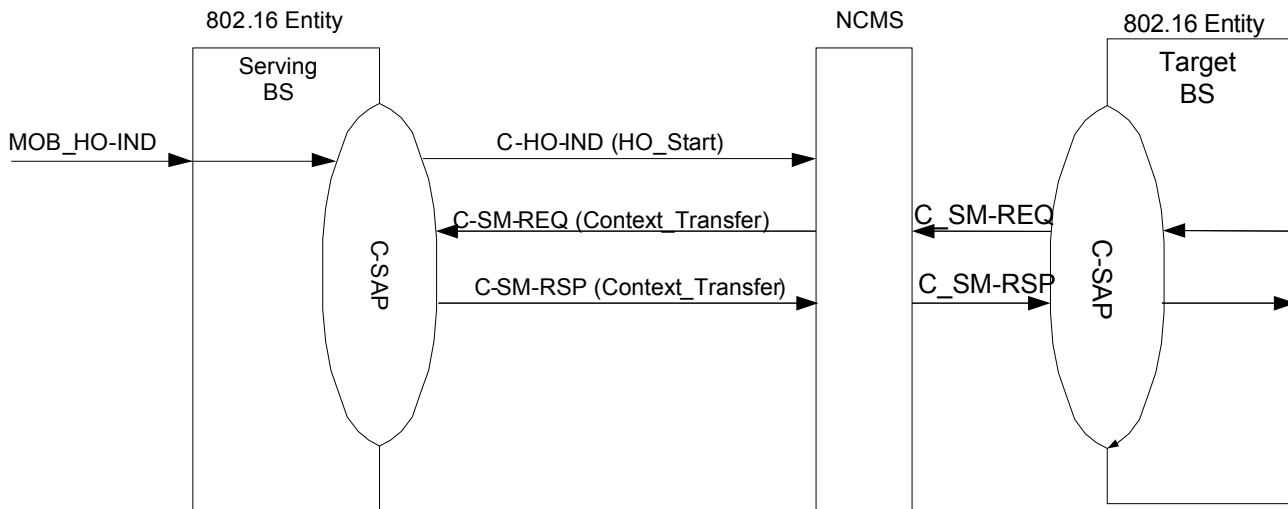 802.16 Entity
NCMS
802.16 Entity
Serving
BS
Target
BS
MOB_HO-IND
C-HO-IND (HO_Start)
C-SM-REQ (Context_Transfer)
C_SM-REQ
C-SAP
C-SAP
C-SM-RSP (Context_Transfer)
C_SM-RSP